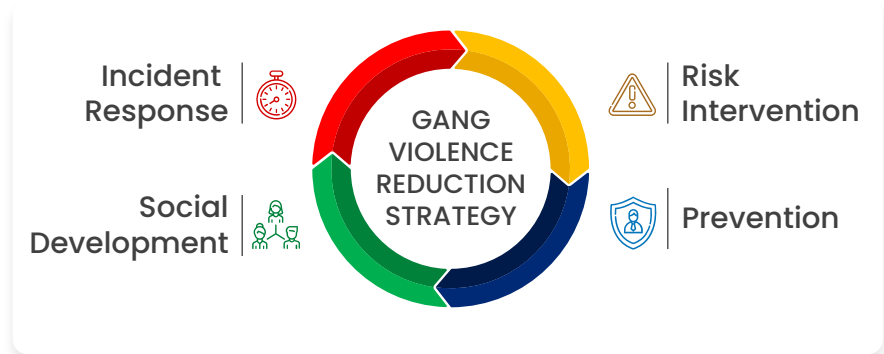 Incident
Response
Risk
Intervention
GANG
VIOLENCE
REDUCTION
STRATEGY
Social
Development
Prevention